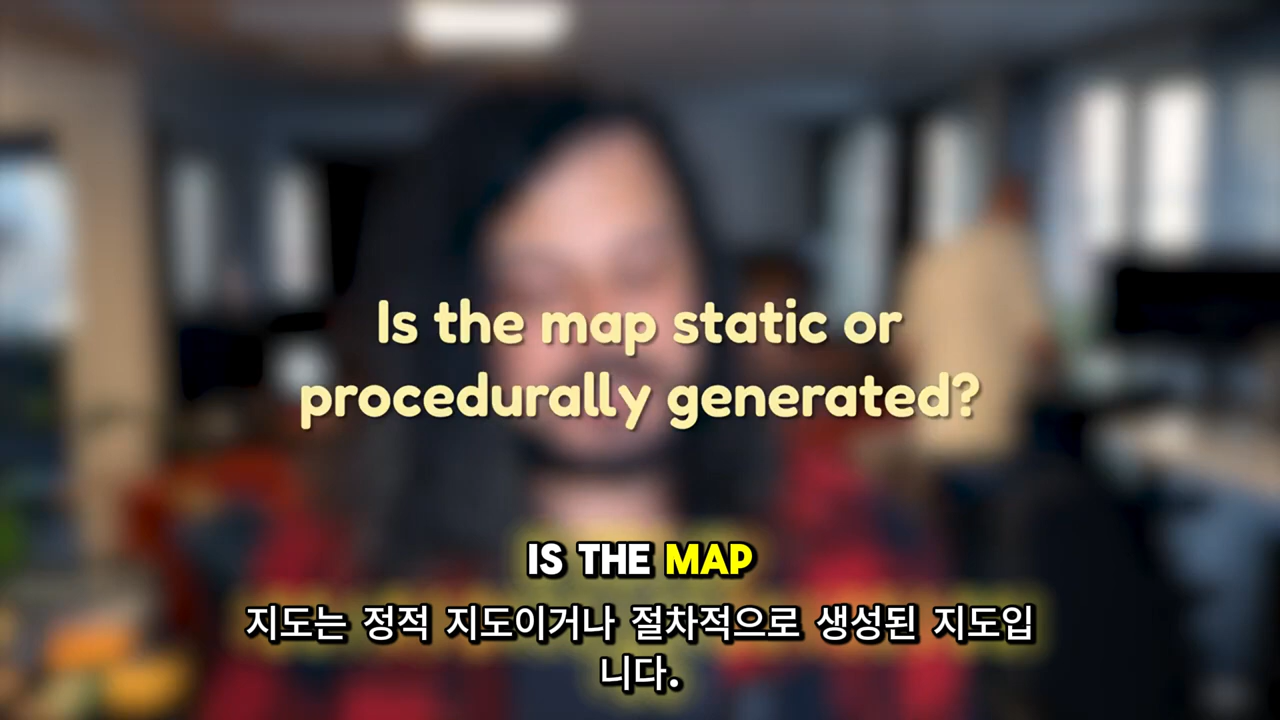 Is the map static or
procedurally generated?
IS THE MAP
지도는 정적 지도이거나 절차적으로 생성된 지도입
니다.